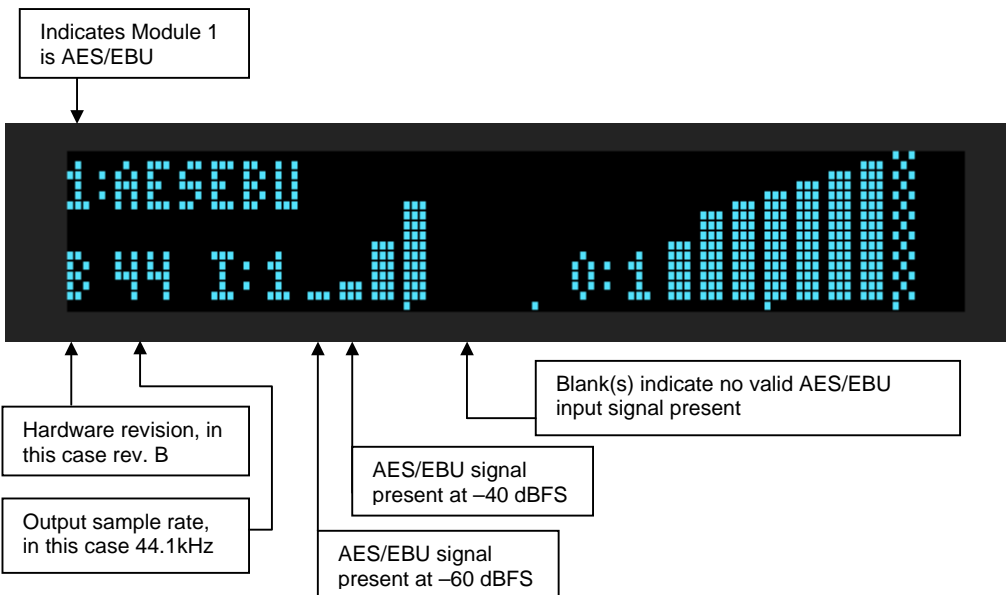 Indicates Module 1
is AES/EBU
1:AESEBU
B 44 I:1 O:1
Blank(s) indicate no valid AES/EBU
input signal present
Hardware revision, in
this case rev. B
AES/EBU signal
present at –40 dBFS
Output sample rate,
in this case 44.1kHz
AES/EBU signal
present at –60 dBFS